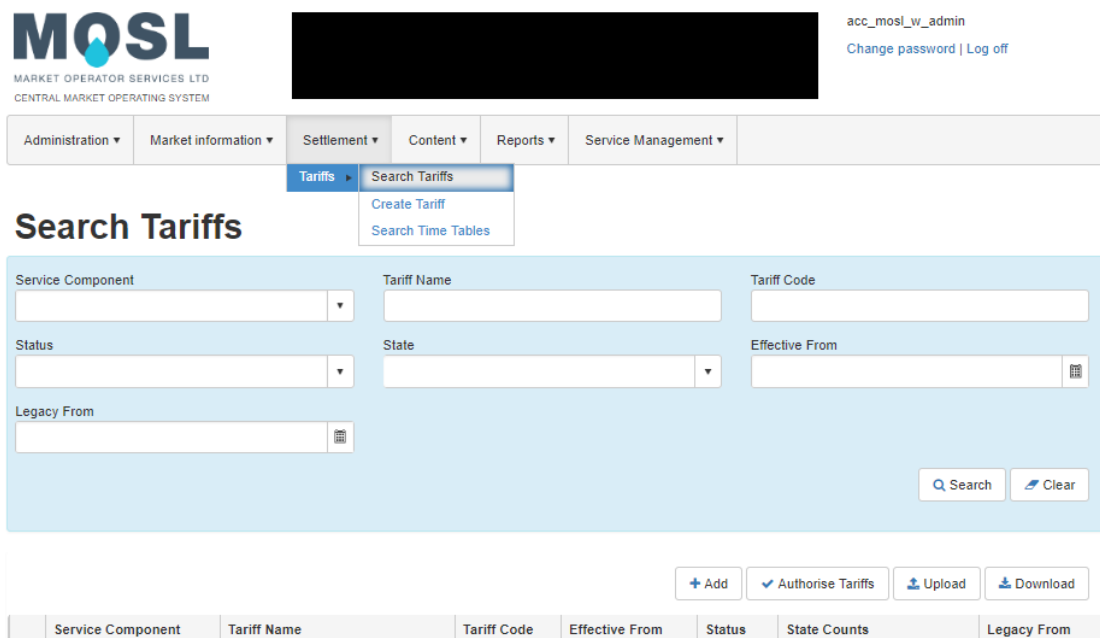 MOSL
MARKET OPERATOR SERVICES LTD
CENTRAL MARKET OPERATING SYSTEM
acc_mosl_w_admin
Change password | Log off
Administration ▾ Market information ▾ Settlement ▾ Content ▾ Reports ▾ Service Management ▾
Tariffs ▸ Search Tariffs
Create Tariff
Search Time Tables
Search Tariffs
Service Component Tariff Name Tariff Code
Status State Effective From
Legacy From
Search Clear
Add Authorise Tariffs Upload Download
Service Component Tariff Name Tariff Code Effective From Status State Counts Legacy From